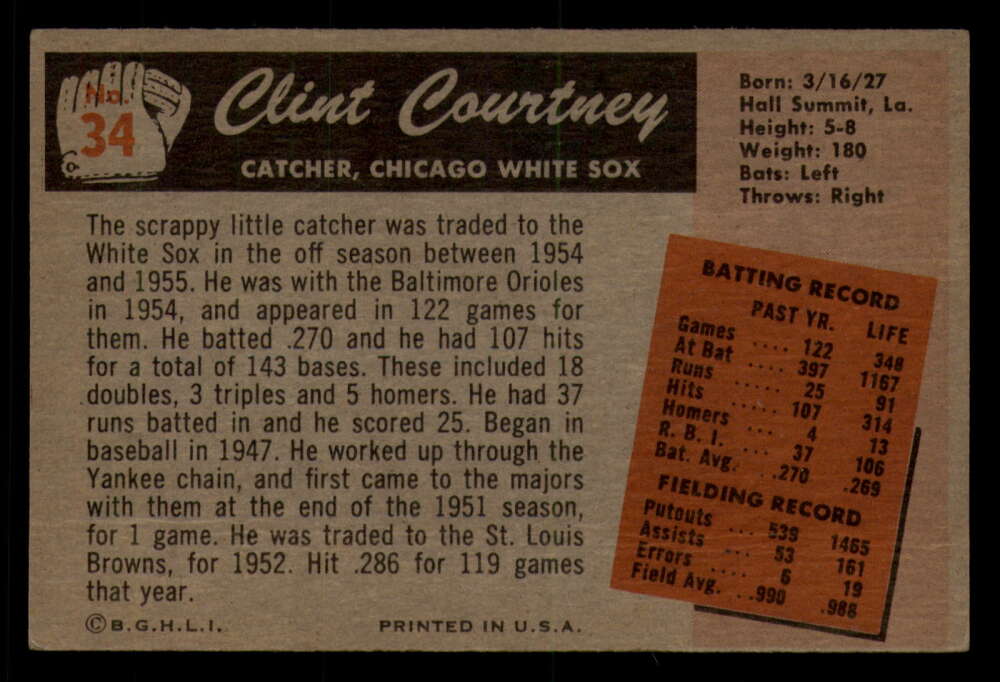 No.
34
Clint Courtney
CATCHER, CHICAGO WHITE SOX
Born: 3/16/27
Hall Summit, La.
Height: 5-8
Weight: 180
Bats: Left
Throws: Right
The scrappy little catcher was traded to the
White Sox in the off season between 1954
and 1955. He was with the Baltimore Orioles
in 1954, and appeared in 122 games for
them. He batted .270 and he had 107 hits
for a total of 143 bases. These included 18
doubles, 3 triples and 5 homers. He had 37
runs batted in and he scored 25. Began in
baseball in 1947. He worked up through the
Yankee chain, and first came to the majors
with them at the end of the 1951 season,
for 1 game. He was traded to the St. Louis
Browns, for 1952. Hit .286 for 119 games
that year.
BATTING RECORD
PAST YR. LIFE
Games .... 122 348
At Bat .... 397 1167
Runs ..... 25 91
Hits ..... 107 314
Homers ... 4 13
R. B. I. ... 37 106
Bat. Avg. ..270 .269
FIELDING RECORD
Putouts ... 539 1465
Assists ... 53 161
Errors .... 6 19
Field Avg. ..990 .988
© B.G.H.L.I.
PRINTED IN U.S.A.